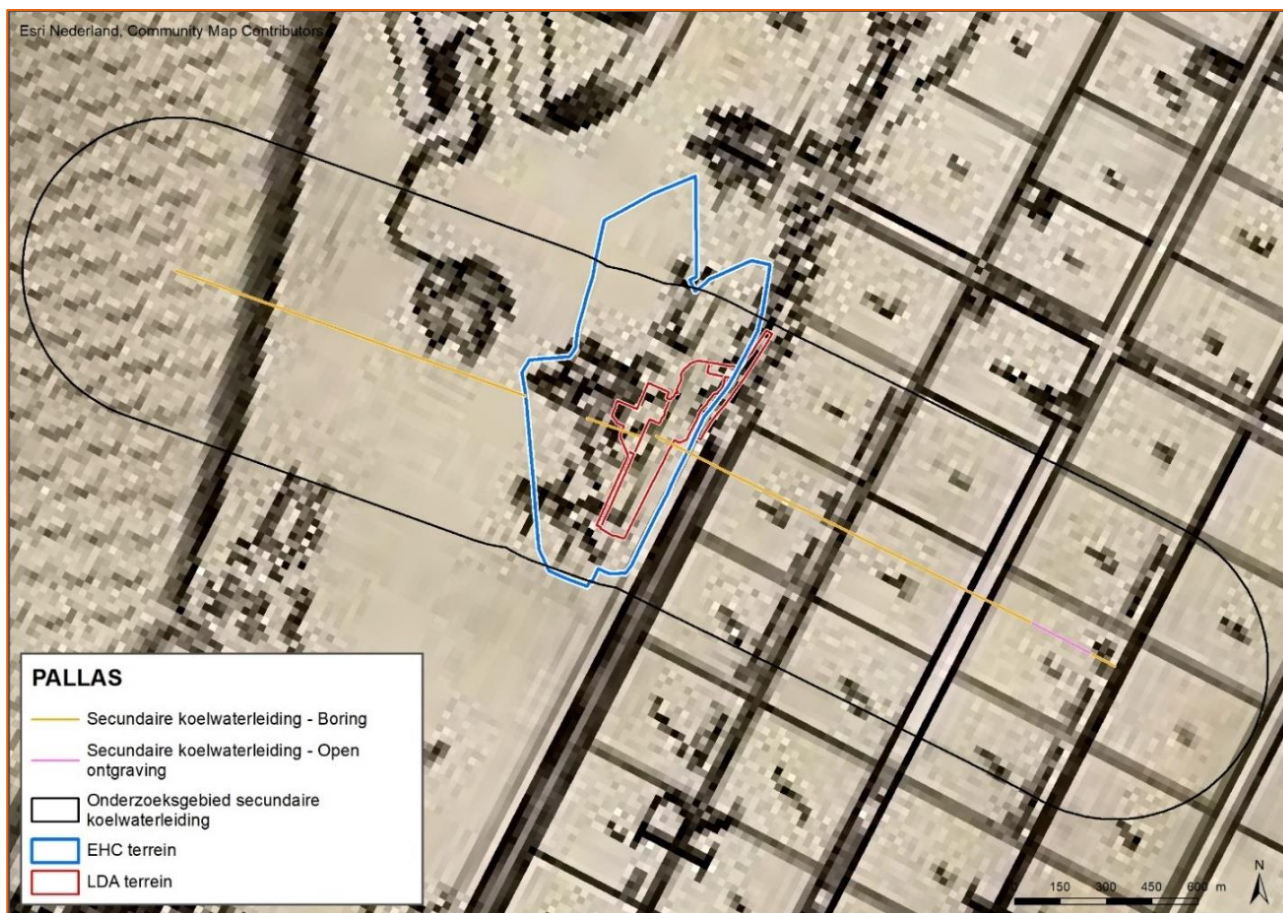 Esri Nederland, Community Map Contributors
PALLAS
Secundaire koelwaterleiding - Boring
Secundaire koelwaterleiding - Open
ontgraving
Onderzoeksgebied secundaire
koelwaterleiding
EHC terrein
LDA terrein
N
0 150 300 450 600 m